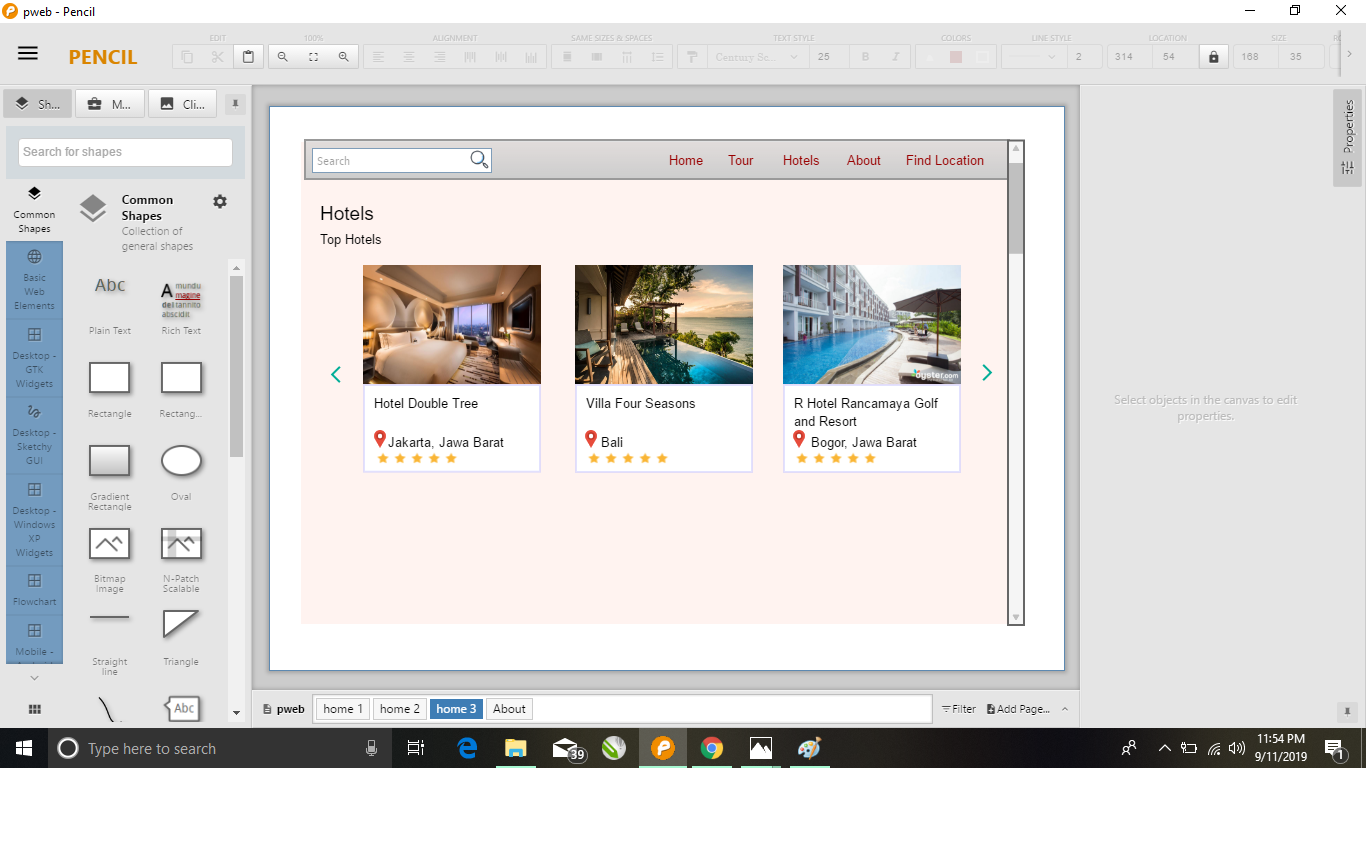 pweb - Pencil
PENCIL
EDIT
100%
ALIGNMENT
SAME SIZES & SPACES
TEXT STYLE
COLORS
LINE STYLE
LOCATION
SIZE
Century Sc...
25
B
I
2
314
54
168
35
Sh...
M...
Cli...
Search for shapes
Common
Shapes
Basic
Web
Elements
Desktop -
GTK
Widgets
Desktop -
Sketchy
GUI
Desktop -
Windows
XP
Widgets
Flowchart
Mobile -
Common
Shapes
Collection of
general shapes
Abc
Plain Text
A mundu
magine
del tannito
abscidit
Rich Text
Rectangle
Rectang...
Gradient
Rectangle
Oval
Bitmap
Image
N-Patch
Scalable
Straight
line
Triangle
Abc
Search
Home
Tour
Hotels
About
Find Location
Hotels
Top Hotels
Hotel Double Tree
Jakarta, Jawa Barat
Villa Four Seasons
Bali
oyster.com
R Hotel Rancamaya Golf
and Resort
Bogor, Jawa Barat
Properties
Select objects in the canvas to edit
properties.
pweb
home 1
home 2
home 3
About
Filter
Add Page...
Type here to search
39
11:54 PM
9/11/2019
1